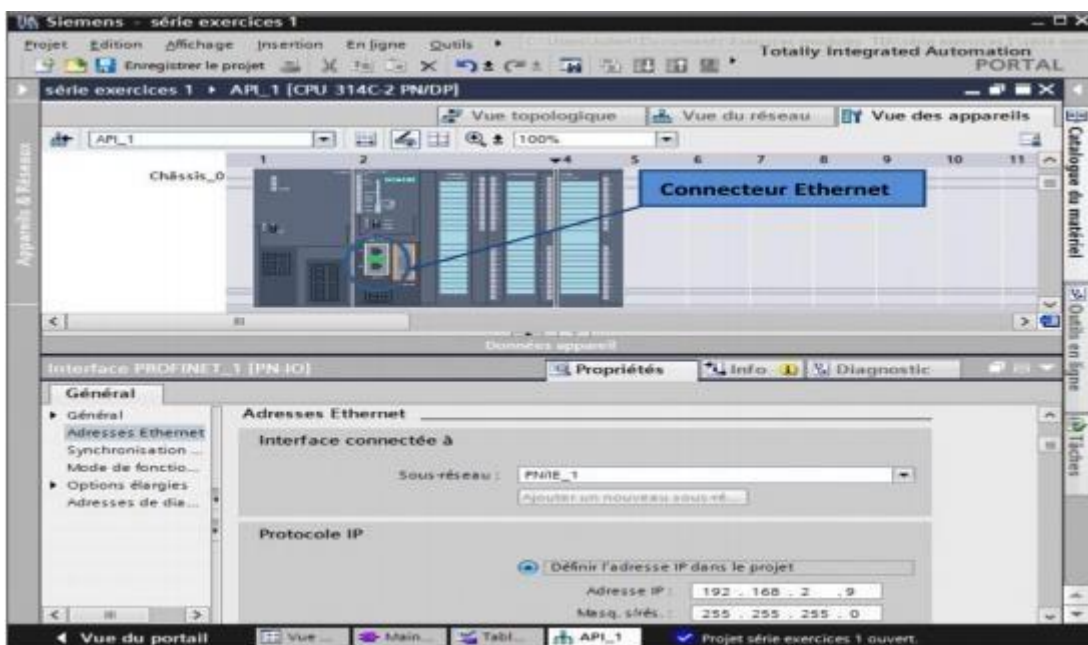 Siemens - série exercices 1
Projet Edition Affichage Insertion En ligne Outils
Totally Integrated Automation
PORTAL
Enregistrer le projet
série exercices 1 ▸ API_1 [CPU 314C-2 PN/DP]
Vue topologique Vue du réseau Vue des appareils
API_1 100%
1 2 4 5 6 7 8 9 10 11
Châssis_0
Connecteur Ethernet
Appareils & Réseaux
Catalogue du matériel
Outils en ligne
Tâches
Données appareil
Interface PROFINET_1 [PN-IO]
Propriétés Info Diagnostic
Général
Général
Adresses Ethernet
Synchronisation ...
Mode de fonctio...
Options élargies
Adresses de dia...
Adresses Ethernet
Interface connectée à
Sous-réseau : PN/IE_1
Ajouter un nouveau sous-ré...
Protocole IP
Définir l'adresse IP dans le projet
Adresse IP : 192 . 168 . 2 . 9
Masq. s/rés. : 255 . 255 . 255 . 0
Vue du portail Vue ... Main... Tabl... API_1 Projet série exercices 1 ouvert.